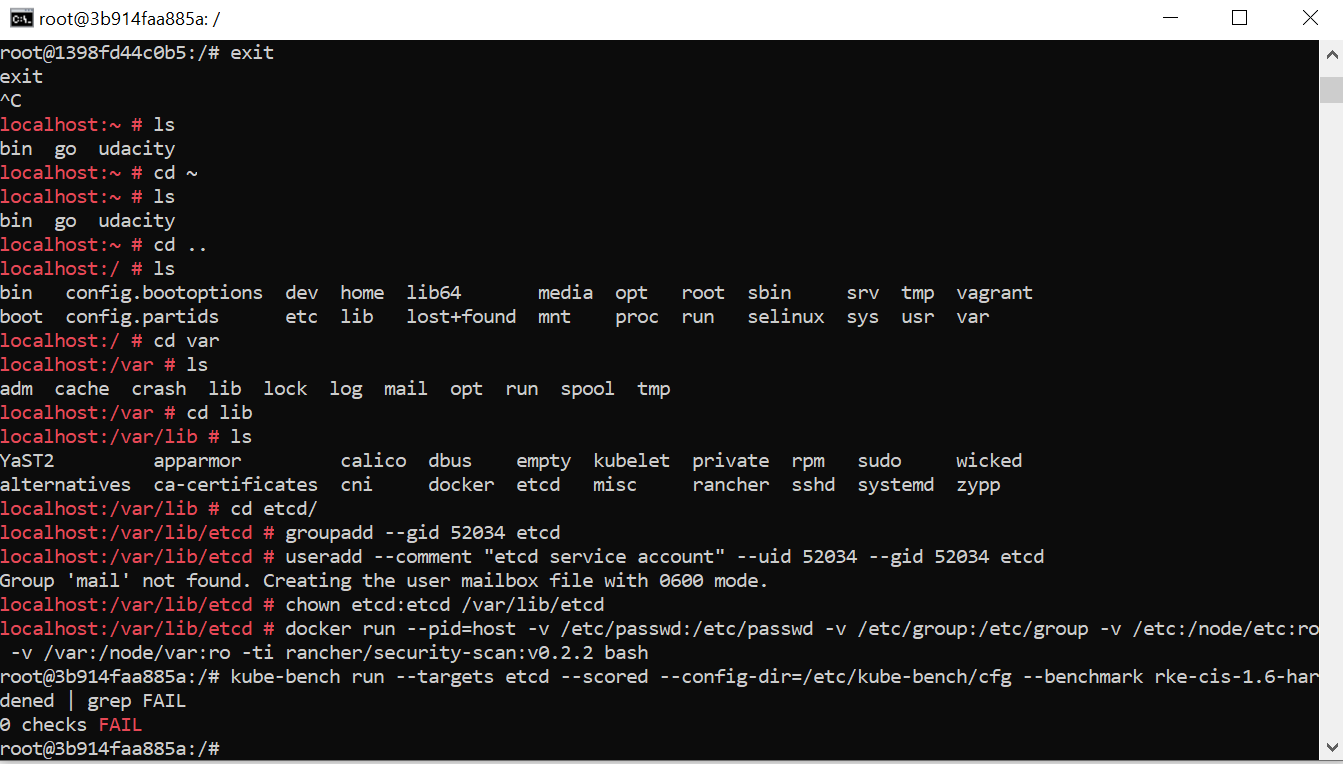 root@3b914faa885a: /
root@1398fd44c0b5:/# exit
exit
^C
localhost:~ # ls
bin  go  udacity
localhost:~ # cd ~
localhost:~ # ls
bin  go  udacity
localhost:~ # cd ..
localhost:/ # ls
bin   config.bootoptions  dev  home  lib64       media  opt   root  sbin     srv  tmp  vagrant
boot  config.partids      etc  lib   lost+found  mnt    proc  run   selinux  sys  usr  var
localhost:/ # cd var
localhost:/var # ls
adm  cache  crash  lib  lock  log  mail  opt  run  spool  tmp
localhost:/var # cd lib
localhost:/var/lib # ls
YaST2         apparmor         calico  dbus    empty  kubelet  private  rpm   sudo     wicked
alternatives  ca-certificates  cni     docker  etcd   misc     rancher  sshd  systemd  zypp
localhost:/var/lib # cd etcd/
localhost:/var/lib/etcd # groupadd --gid 52034 etcd
localhost:/var/lib/etcd # useradd --comment "etcd service account" --uid 52034 --gid 52034 etcd
Group 'mail' not found. Creating the user mailbox file with 0600 mode.
localhost:/var/lib/etcd # chown etcd:etcd /var/lib/etcd
localhost:/var/lib/etcd # docker run --pid=host -v /etc/passwd:/etc/passwd -v /etc/group:/etc/group -v /etc:/node/etc:ro
 -v /var:/node/var:ro -ti rancher/security-scan:v0.2.2 bash
root@3b914faa885a:/# kube-bench run --targets etcd --scored --config-dir=/etc/kube-bench/cfg --benchmark rke-cis-1.6-har
dened | grep FAIL
0 checks FAIL
root@3b914faa885a:/#